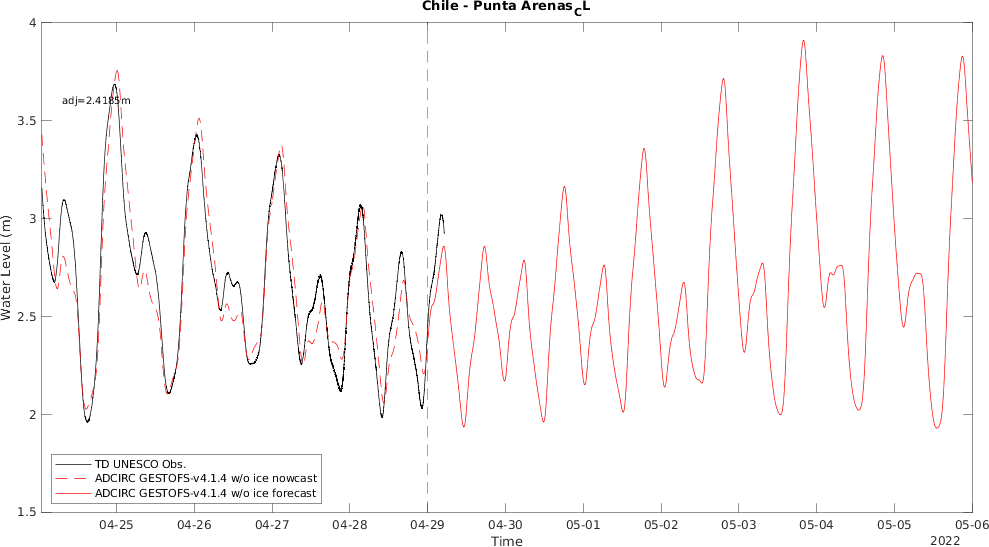 Chile - Punta Arenas_CL
4
3.5
3
2.5
2
1.5
Water Level (m)
adj=2.4185m
TD UNESCO Obs.
ADCIRC GESTOFS-v4.1.4 w/o ice nowcast
ADCIRC GESTOFS-v4.1.4 w/o ice forecast
04-25 04-26 04-27 04-28 04-29 04-30 05-01 05-02 05-03 05-04 05-05 05-06
Time
2022